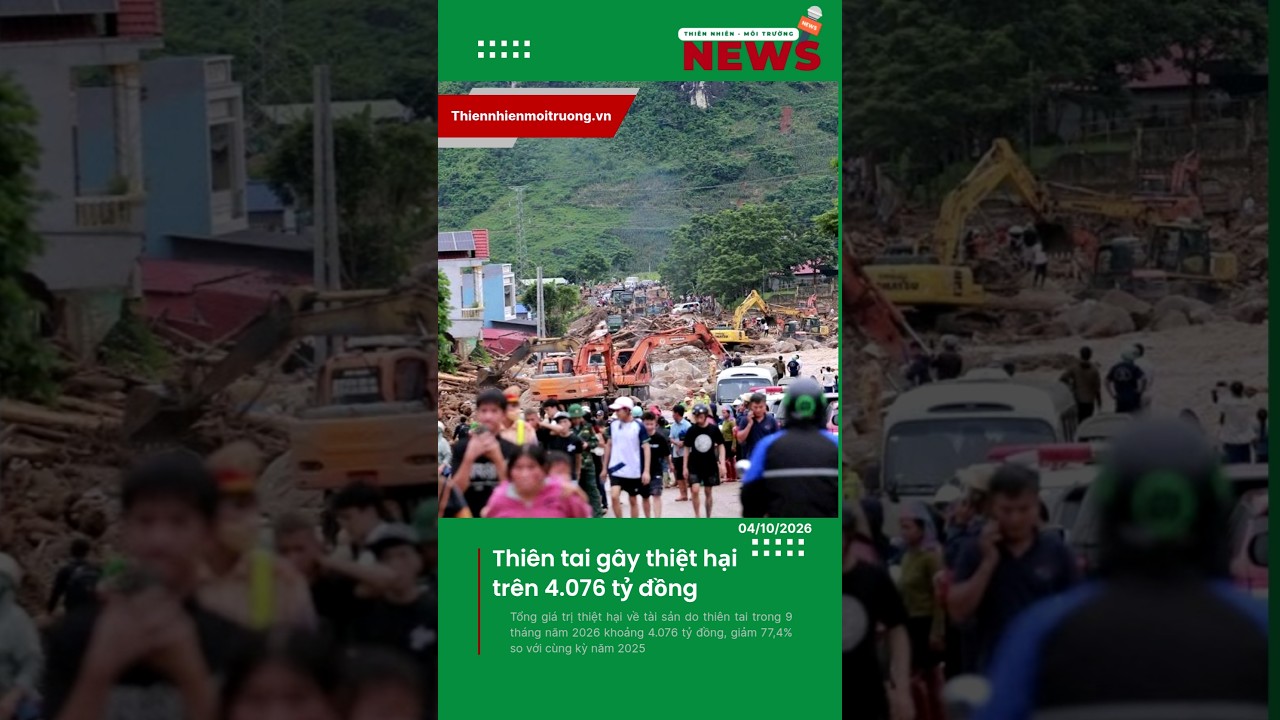 THIÊN NHIÊN - MÔI TRƯỜNG
NEWS
NEWS
Thiennhienmoitruong.vn
04/10/2026
Thiên tai gây thiệt hại
trên 4.076 tỷ đồng
Tổng giá trị thiệt hại về tài sản do thiên tai trong 9
tháng năm 2026 khoảng 4.076 tỷ đồng, giảm 77,4%
so với cùng kỳ năm 2025